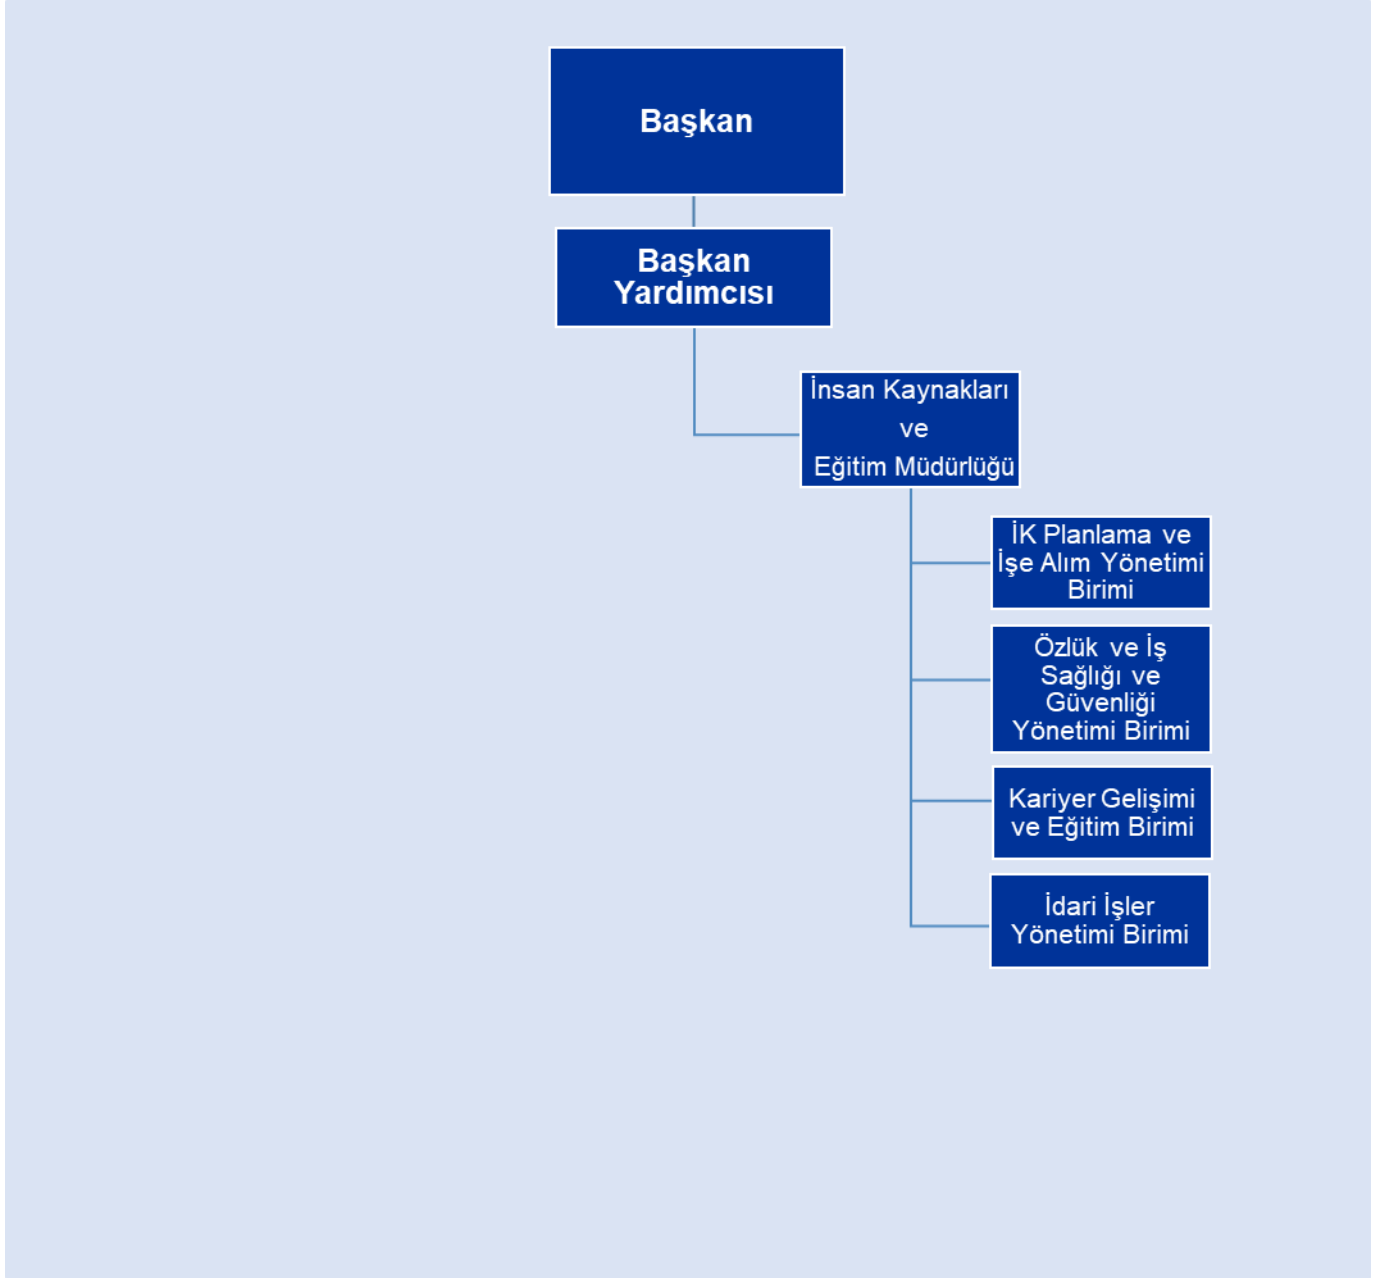 Başkan
Başkan
Yardımcısı
İnsan Kaynakları
ve
Eğitim Müdürlüğü
İK Planlama ve
İşe Alım Yönetimi
Birimi
Özlük ve İş
Sağlığı ve
Güvenliği
Yönetimi Birimi
Kariyer Gelişimi
ve Eğitim Birimi
İdari İşler
Yönetimi Birimi